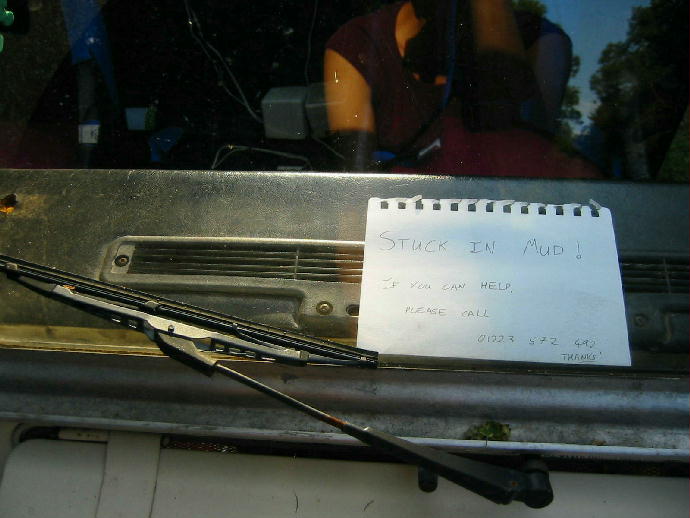 STUCK IN MUD!
IF YOU CAN HELP,
PLEASE CALL
01223 572 492
THANKS!